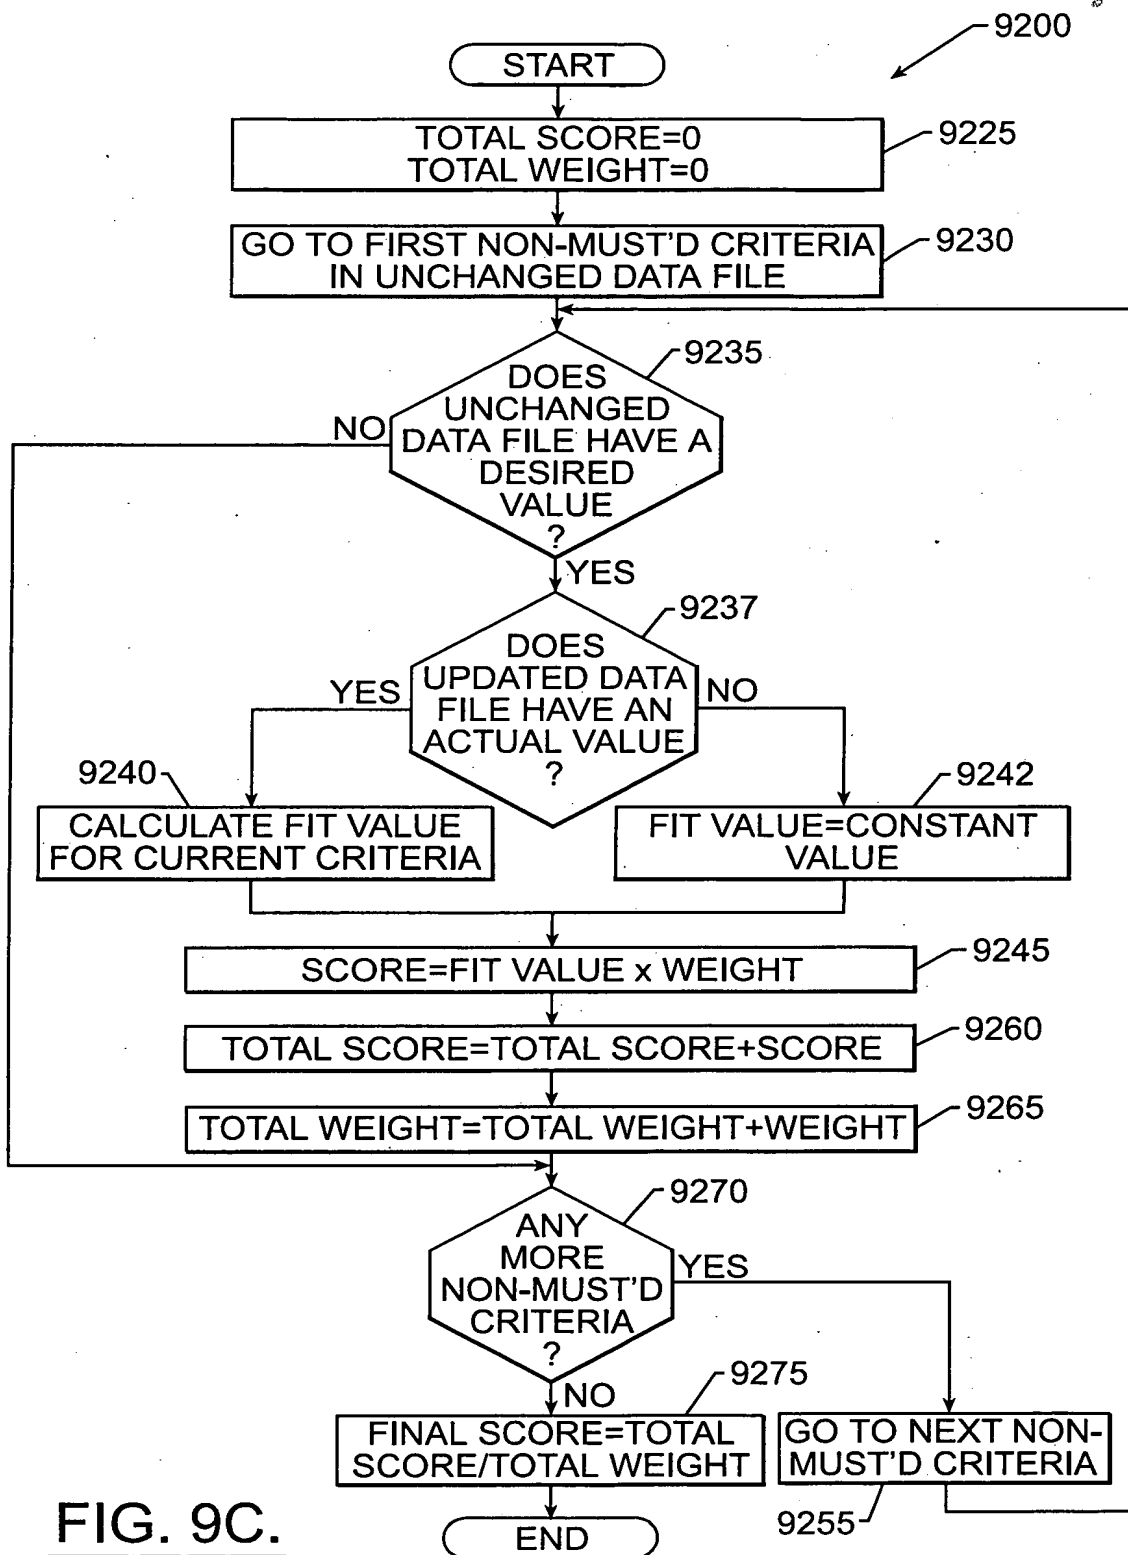 9200
START
TOTAL SCORE=0
TOTAL WEIGHT=0
9225
GO TO FIRST NON-MUST'D CRITERIA
IN UNCHANGED DATA FILE
9230
9235
DOES
UNCHANGED
DATA FILE HAVE A
DESIRED
VALUE
?
NO
YES
9237
DOES
UPDATED DATA
FILE HAVE AN
ACTUAL VALUE
?
YES
NO
9240
CALCULATE FIT VALUE
FOR CURRENT CRITERIA
9242
FIT VALUE=CONSTANT
VALUE
SCORE=FIT VALUE x WEIGHT
9245
TOTAL SCORE=TOTAL SCORE+SCORE
9260
TOTAL WEIGHT=TOTAL WEIGHT+WEIGHT
9265
9270
ANY
MORE
NON-MUST'D
CRITERIA
?
YES
NO
9275
FINAL SCORE=TOTAL
SCORE/TOTAL WEIGHT
GO TO NEXT NON-
MUST'D CRITERIA
9255
END
FIG. 9C.